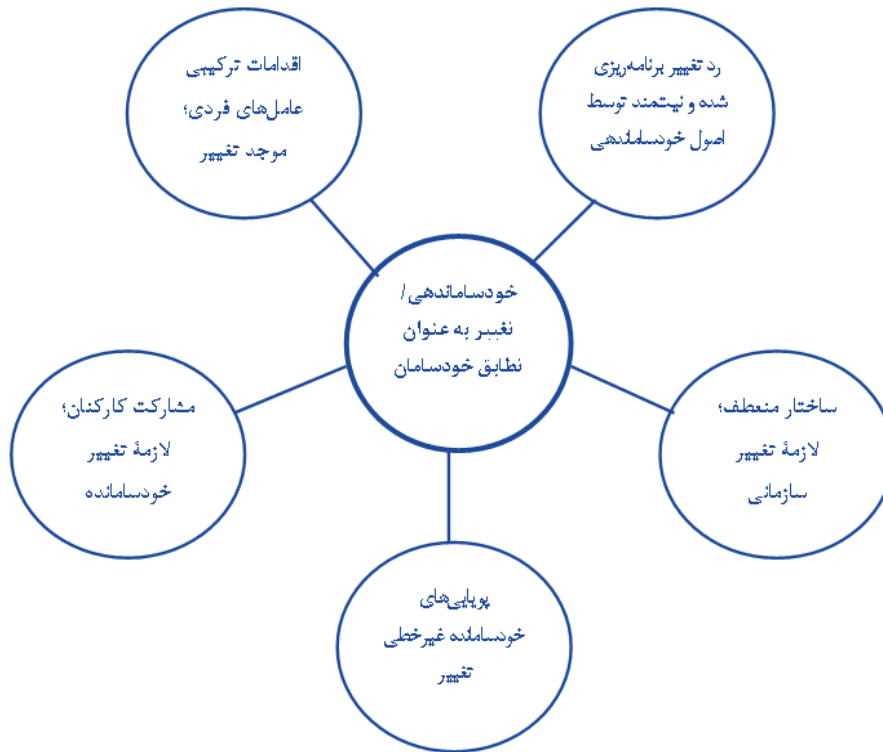 رد تغییر برنامه‌ریزی
شده و نیتمند توسط
اصول خودساماندهی
اقدامات ترکیبی
عامل‌های فردی؛
موجد تغییر
خودساماندهی/
تغییر به عنوان
تطابق خودسامان
ساختار منعطف؛
لازمهٔ تغییر
سازمانی
مشارکت کارکنان؛
لازمهٔ تغییر
خودسامانده
پویایی‌های
خودسامانده غیرخطی
تغییر